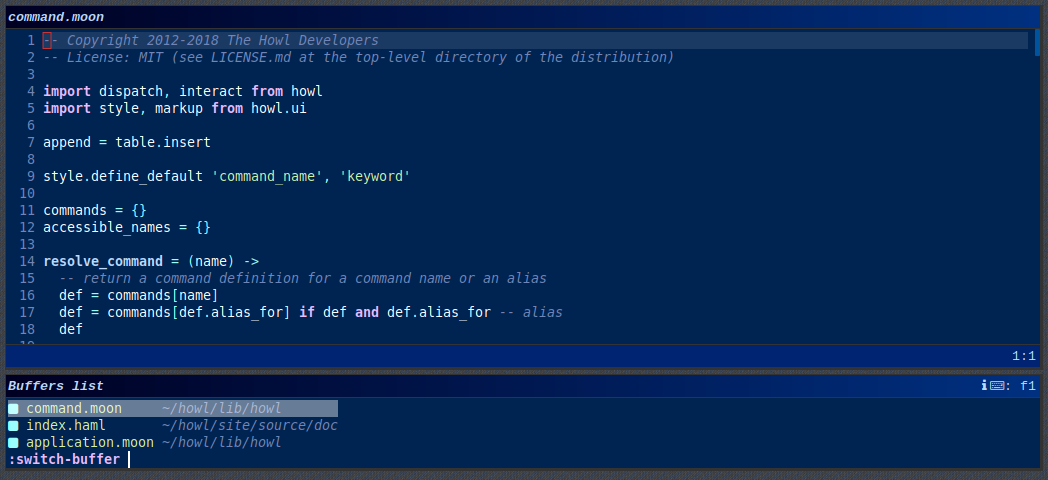 command.moon
1 -- Copyright 2012-2018 The Howl Developers
2 -- License: MIT (see LICENSE.md at the top-level directory of the distribution)
3
4 import dispatch, interact from howl
5 import style, markup from howl.ui
6
7 append = table.insert
8
9 style.define_default 'command_name', 'keyword'
10
11 commands = {}
12 accessible_names = {}
13
14 resolve_command = (name) ->
15   -- return a command definition for a command name or an alias
16   def = commands[name]
17   def = commands[def.alias_for] if def and def.alias_for -- alias
18   def
19
1:1
Buffers list : f1
command.moon ~/howl/lib/howl
index.haml ~/howl/site/source/doc
application.moon ~/howl/lib/howl
:switch-buffer